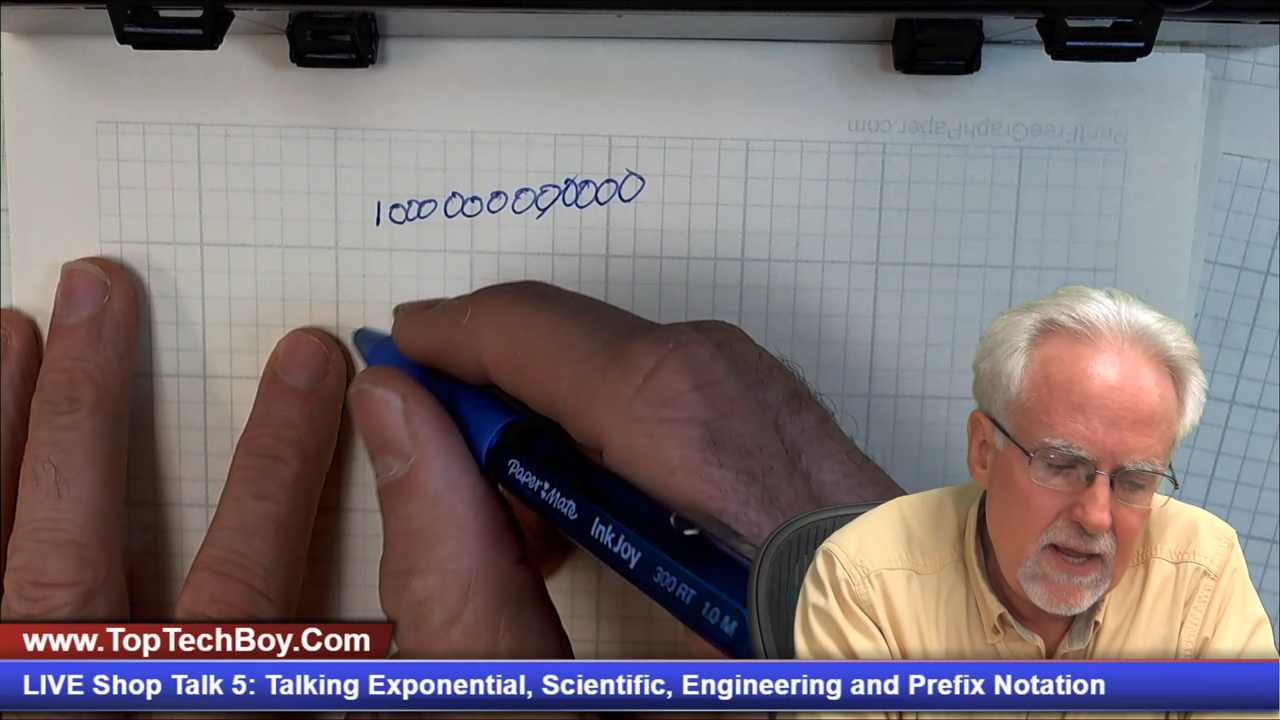 PrintFreeGraphPaper.com
1000000000000
Paper Mate InkJoy 300 RT 1.0 M
www.TopTechBoy.Com
LIVE Shop Talk 5: Talking Exponential, Scientific, Engineering and Prefix Notation